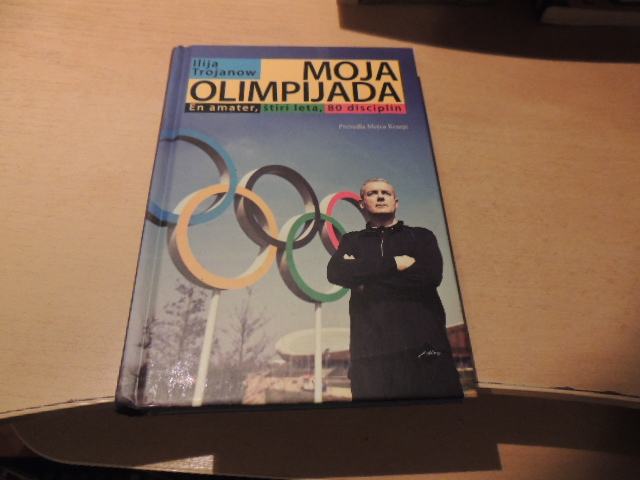 Ilija
Trojanow
MOJA
OLIMPIJADA
En amater, štiri leta, 80 disciplin
Prevedla Mojca Kranjc